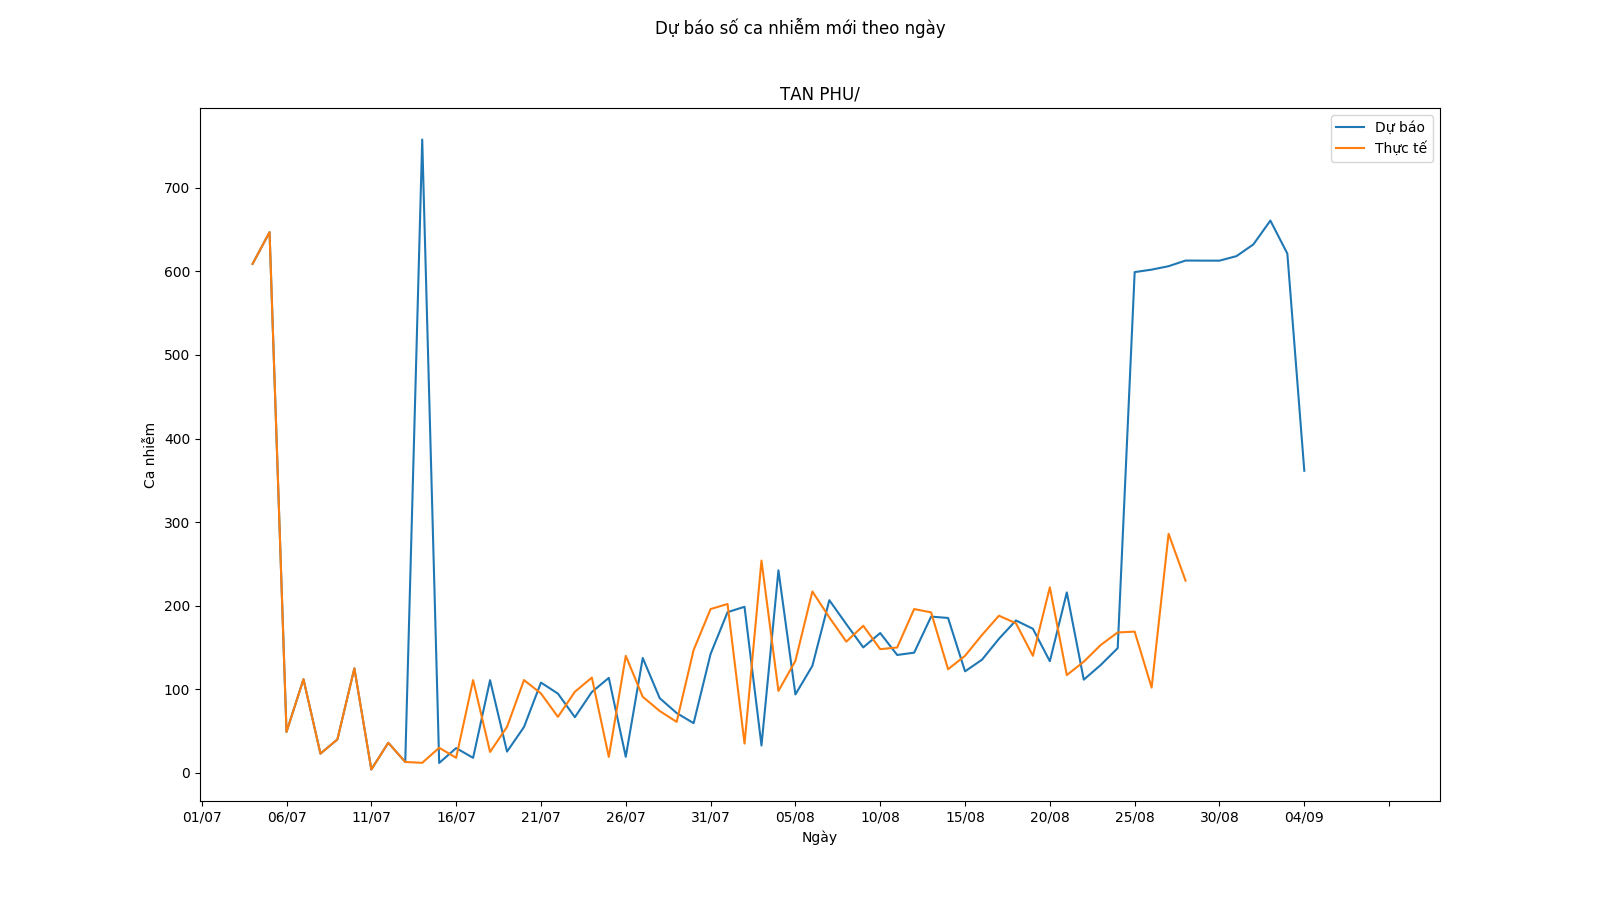 Dự báo số ca nhiễm mới theo ngày
TAN PHU/
Dự báo
Thực tế
700
600
500
400
300
200
100
0
Ca nhiễm
01/07 06/07 11/07 16/07 21/07 26/07 31/07 05/08 10/08 15/08 20/08 25/08 30/08 04/09
Ngày